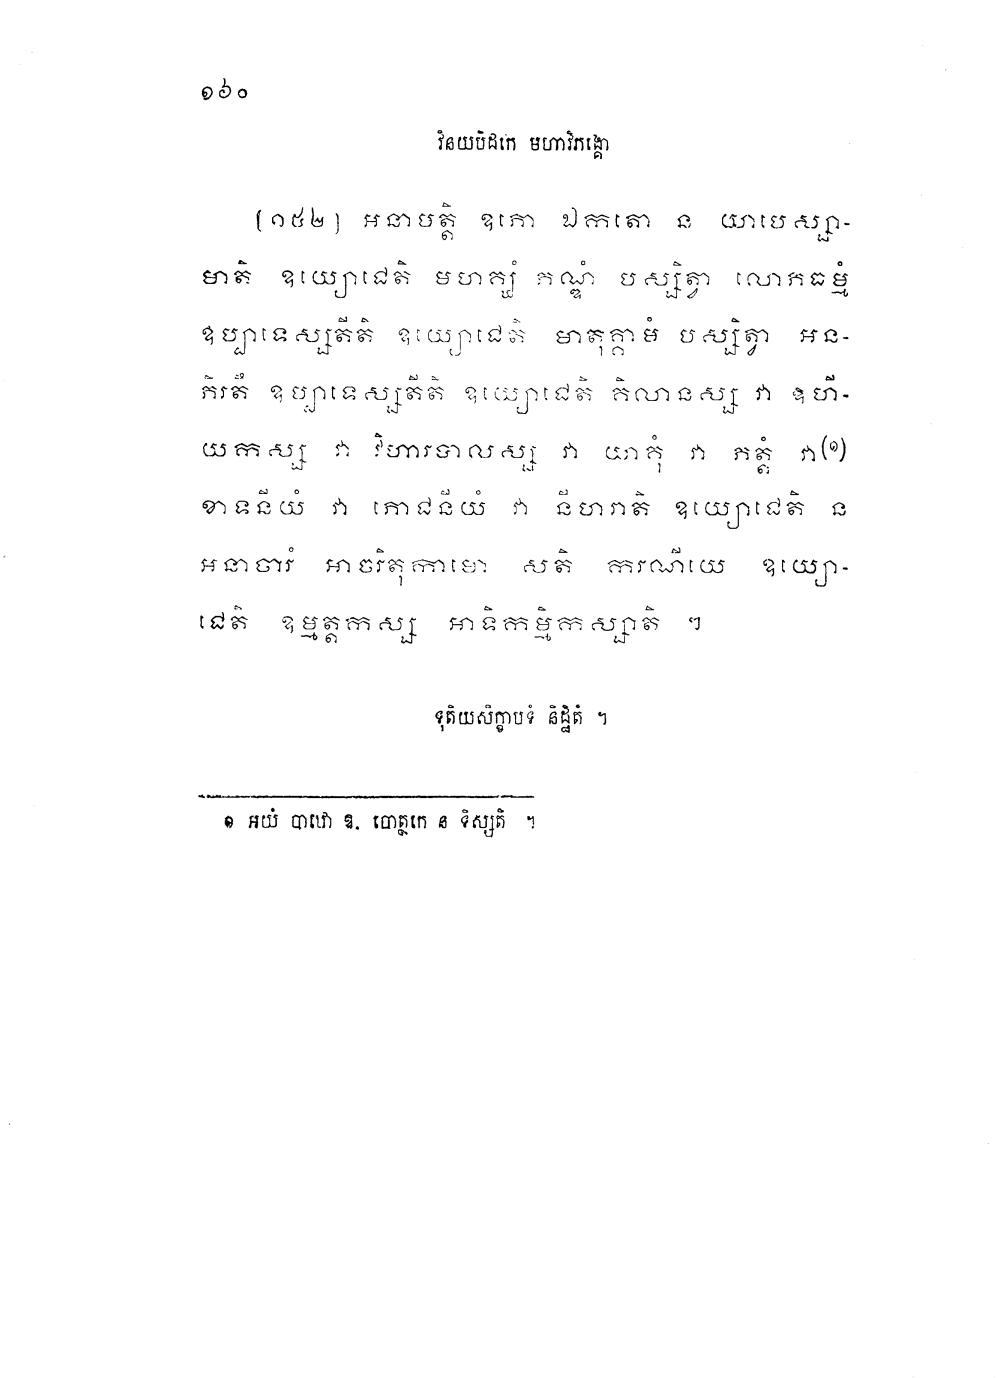 ១៦០
វិនយបិដកេ មហាវិភង្គោ
(១៥២) អនាបត្តិ ឧភោ ឯកតោ ន យាបេស្សា-
មាតិ ឧយ្យោជេតិ មហគ្ឃំ ភណ្ឌំ បស្សិត្វា លោភធម្មំ
ឧប្បាទេស្សតីតិ ឧយ្យោជេតិ មាតុគ្គាមំ បស្សិត្វា អន-
ភិរតឹ ឧប្បាទេស្សតីតិ ឧយ្យោជេតិ គិលានស្ស វា ឧហី-
យកស្ស វា វិហារបាលស្ស វា យាគុំ វា ភត្តំ វា(១)
ខាទនីយំ វា ភោជនីយំ វា នីហរាតិ ឧយ្យោជេតិ ន
អនាចារំ អាចរិតុកាមោ សតិ ករណីយេ ឧយ្យោ-
ជេតិ ឧម្មត្តកស្ស អាទិកម្មិកស្សាតិ ។
ទុតិយសិក្ខាបទំ និដ្ឋិតំ ។
១ អយំ បាឋោ ឱ. បោត្ថកេ ន ទិស្សតិ ។